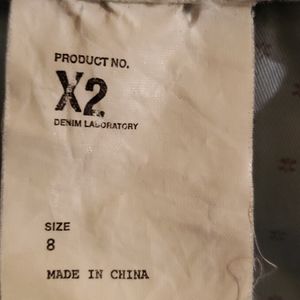 PRODUCT NO.
X2
DENIM LABORATORY
SIZE
8
MADE IN CHINA